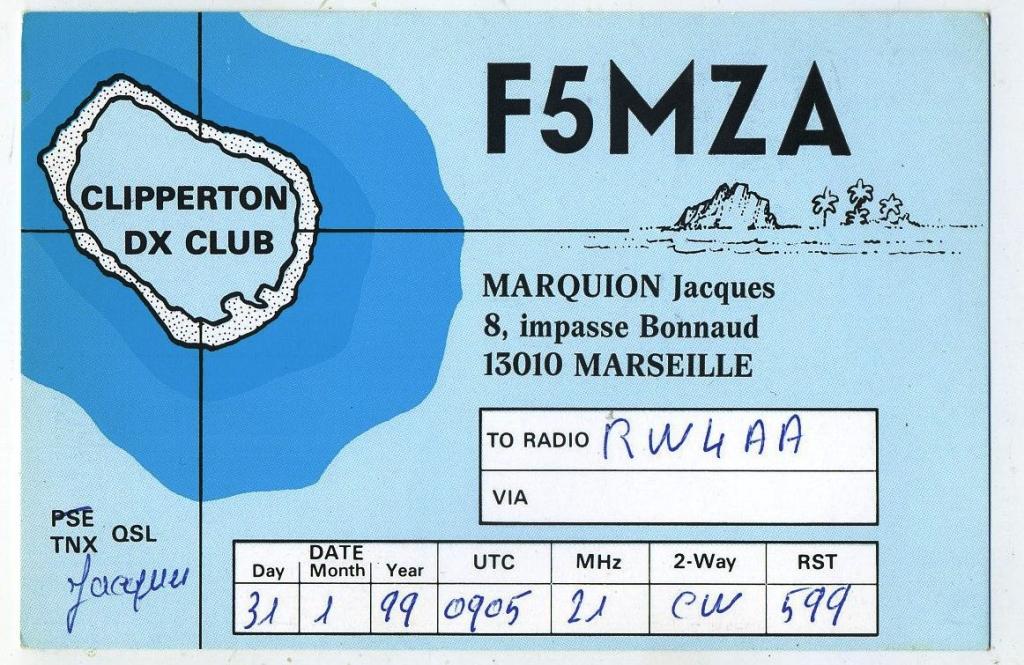 F5MZA
CLIPPERTON
DX CLUB
MARQUION Jacques
8, impasse Bonnaud
13010 MARSEILLE
TO RADIO RW4AA
VIA
PSE
TNX QSL
Jacques
DATE
Day Month Year UTC MHz 2-Way RST
31 1 99 0905 21 CW 599